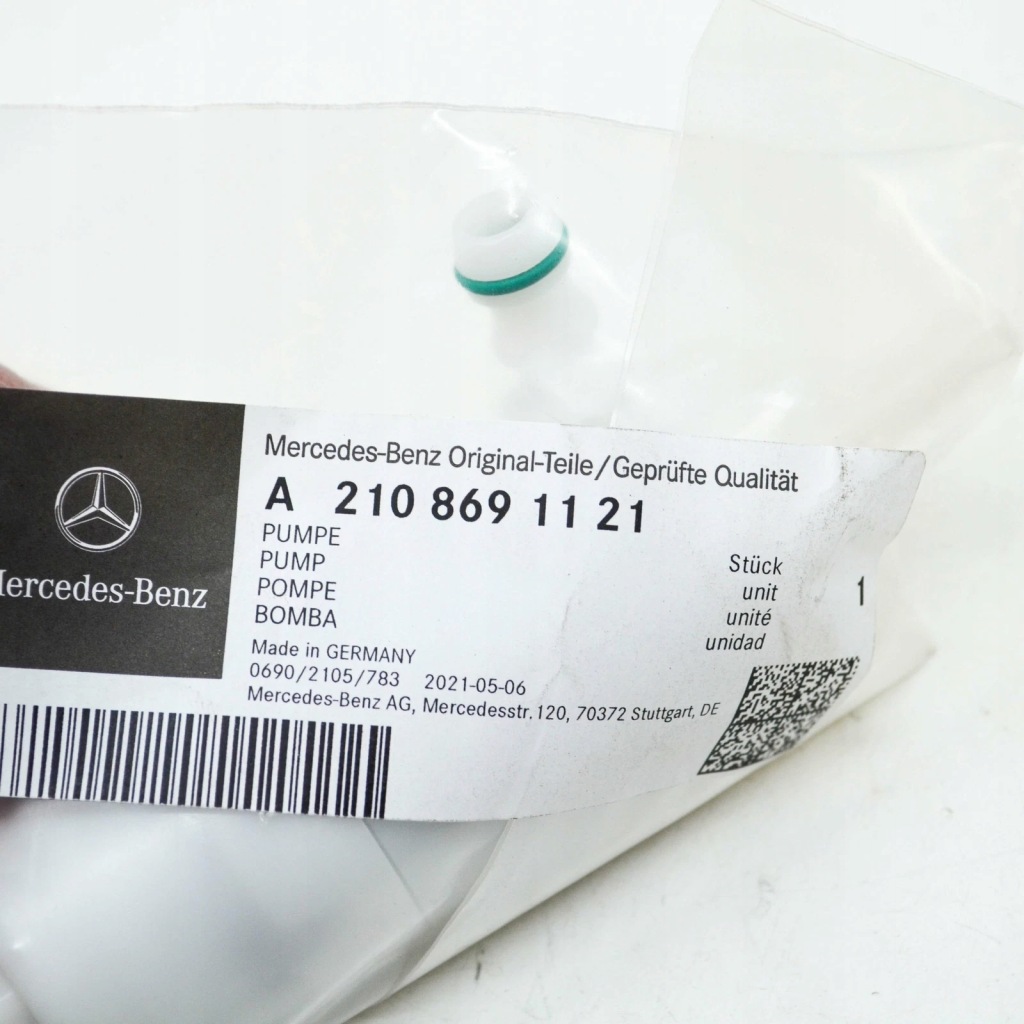 Mercedes-Benz Original-Teile/Geprüfte Qualität
A 210 869 11 21
PUMPE
PUMP
POMPE
BOMBA
Stück
unit
unité
unidad
1
Mercedes-Benz
Made in GERMANY
0690/2105/783 2021-05-06
Mercedes-Benz AG, Mercedesstr. 120, 70372 Stuttgart, DE